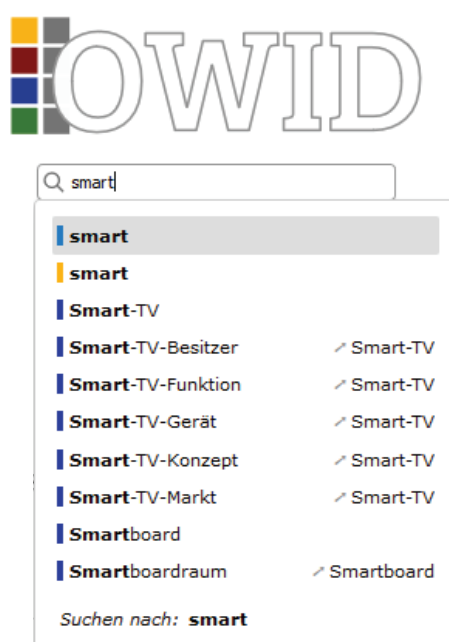 OWID
smart
smart
smart
Smart-TV
Smart-TV-Besitzer Smart-TV
Smart-TV-Funktion Smart-TV
Smart-TV-Gerät Smart-TV
Smart-TV-Konzept Smart-TV
Smart-TV-Markt Smart-TV
Smartboard
Smartboardraum Smartboard
Suchen nach: smart